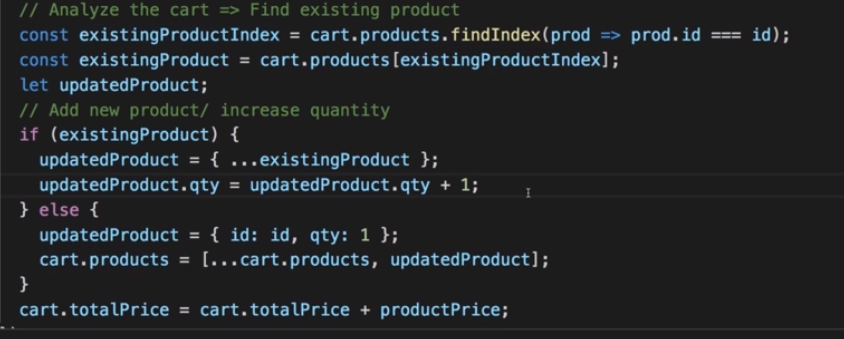 // Analyze the cart => Find existing product
const existingProductIndex = cart.products.findIndex(prod => prod.id === id);
const existingProduct = cart.products[existingProductIndex];
let updatedProduct;
// Add new product/ increase quantity
if (existingProduct) {
  updatedProduct = { ...existingProduct };
  updatedProduct.qty = updatedProduct.qty + 1;
} else {
  updatedProduct = { id: id, qty: 1 };
  cart.products = [...cart.products, updatedProduct];
}
cart.totalPrice = cart.totalPrice + productPrice;